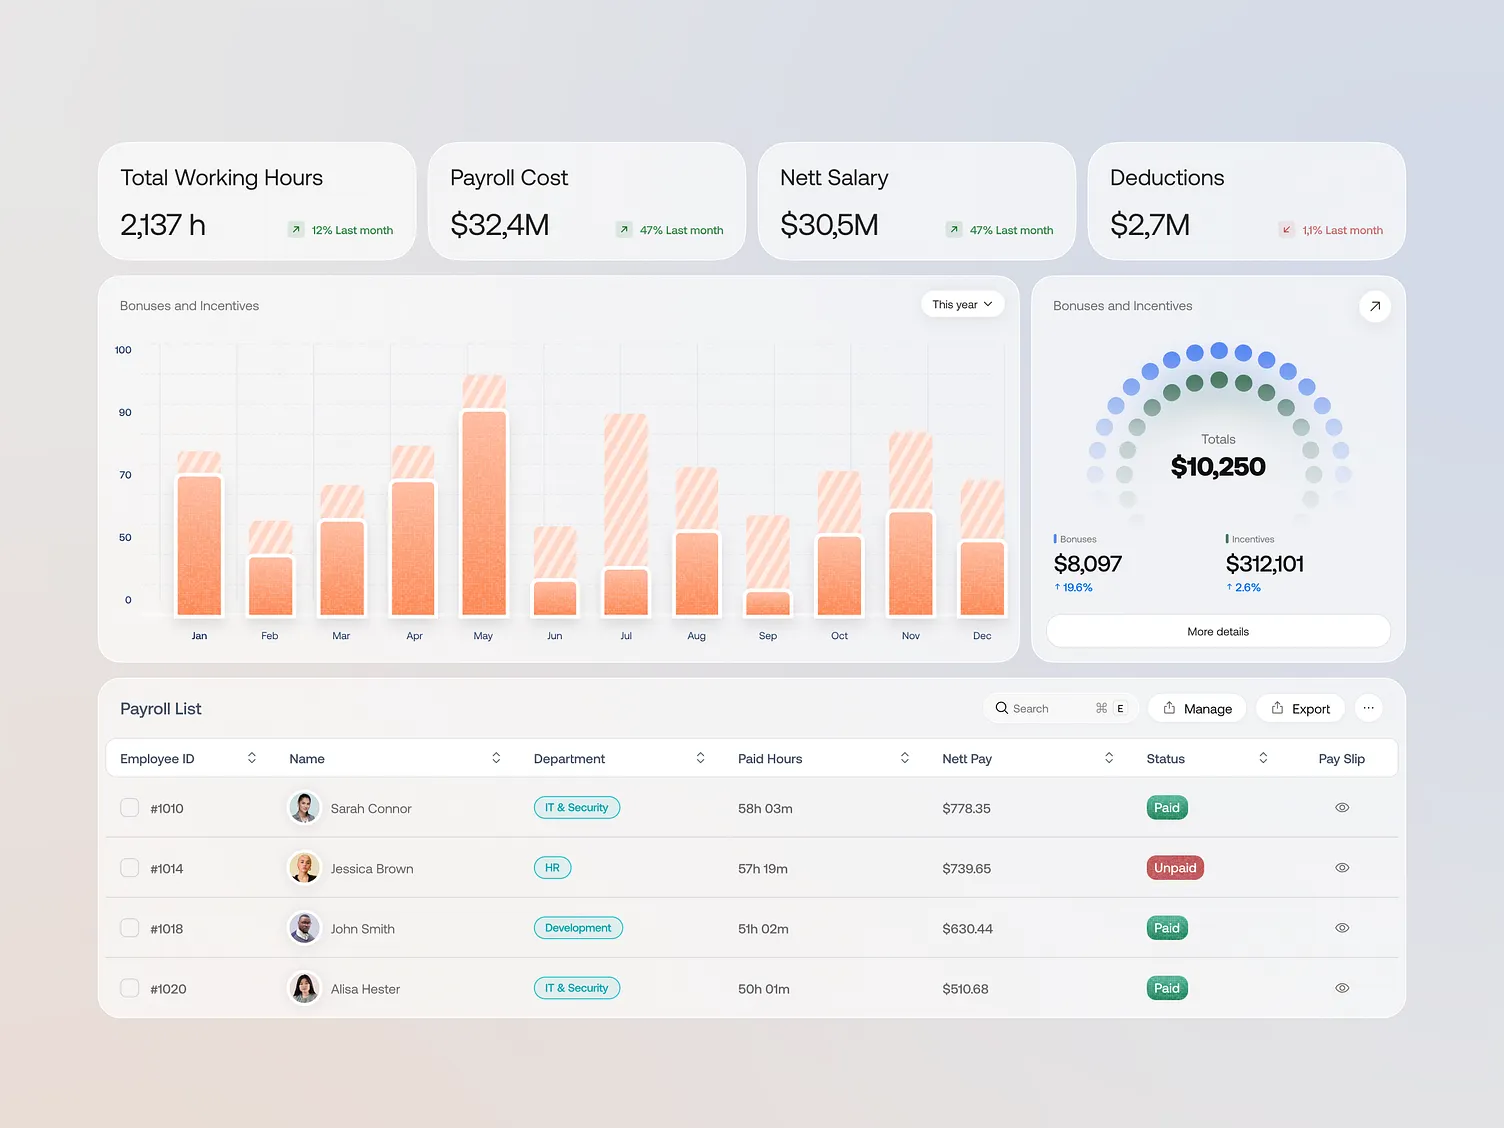 Total Working Hours
2,137 h
12% Last month
Payroll Cost
$32,4M
47% Last month
Nett Salary
$30,5M
47% Last month
Deductions
$2,7M
1,1% Last month
Bonuses and Incentives
This year
100
90
70
50
0
Jan Feb Mar Apr May Jun Jul Aug Sep Oct Nov Dec
Bonuses and Incentives
Totals
$10,250
Bonuses
$8,097
↑ 19.6%
Incentives
$312,101
↑ 2.6%
More details
Payroll List
Search ⌘ E
Manage
Export
...
Employee ID Name Department Paid Hours Nett Pay Status Pay Slip
#1010 Sarah Connor IT & Security 58h 03m $778.35 Paid
#1014 Jessica Brown HR 57h 19m $739.65 Unpaid
#1018 John Smith Development 51h 02m $630.44 Paid
#1020 Alisa Hester IT & Security 50h 01m $510.68 Paid